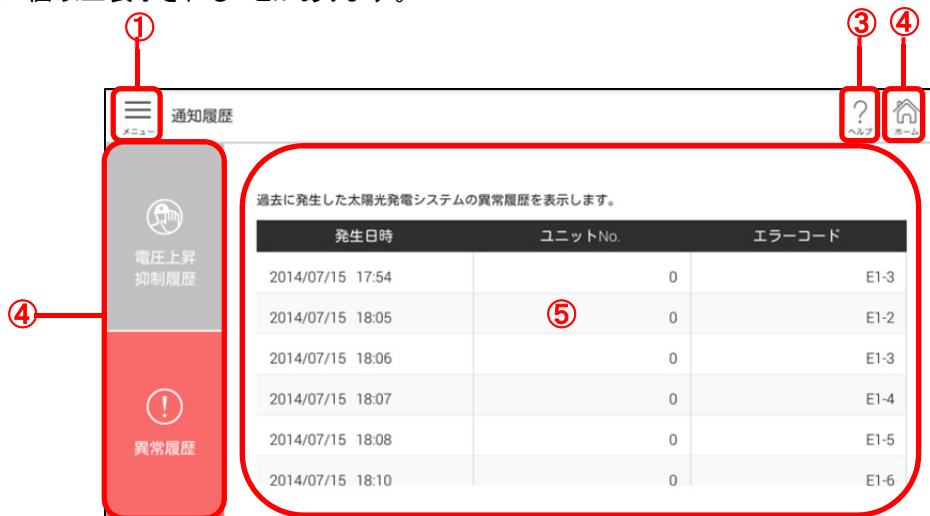 ① ③ ④
メニュー 通知履歴 ヘルプ ホーム
過去に発生した太陽光発電システムの異常履歴を表示します。
電圧上昇
抑制履歴
発生日時 ユニットNo. エラーコード
2014/07/15 17:54 0 E1-3
④ 2014/07/15 18:05 ⑤ 0 E1-2
2014/07/15 18:06 0 E1-3
2014/07/15 18:07 0 E1-4
異常履歴
2014/07/15 18:08 0 E1-5
2014/07/15 18:10 0 E1-6